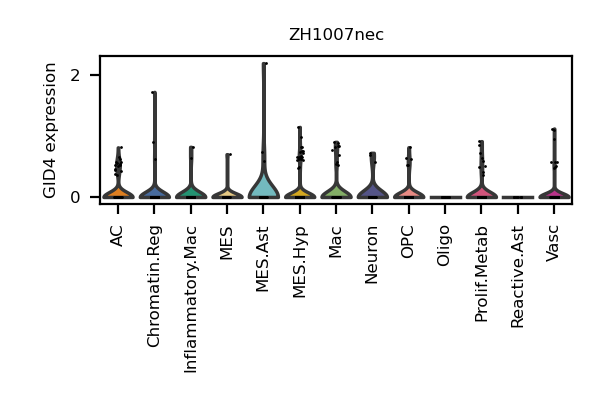 ZH1007nec
GID4 expression
2
0
AC
Chromatin.Reg
Inflammatory.Mac
MES
MES.Ast
MES.Hyp
Mac
Neuron
OPC
Oligo
Prolif.Metab
Reactive.Ast
Vasc